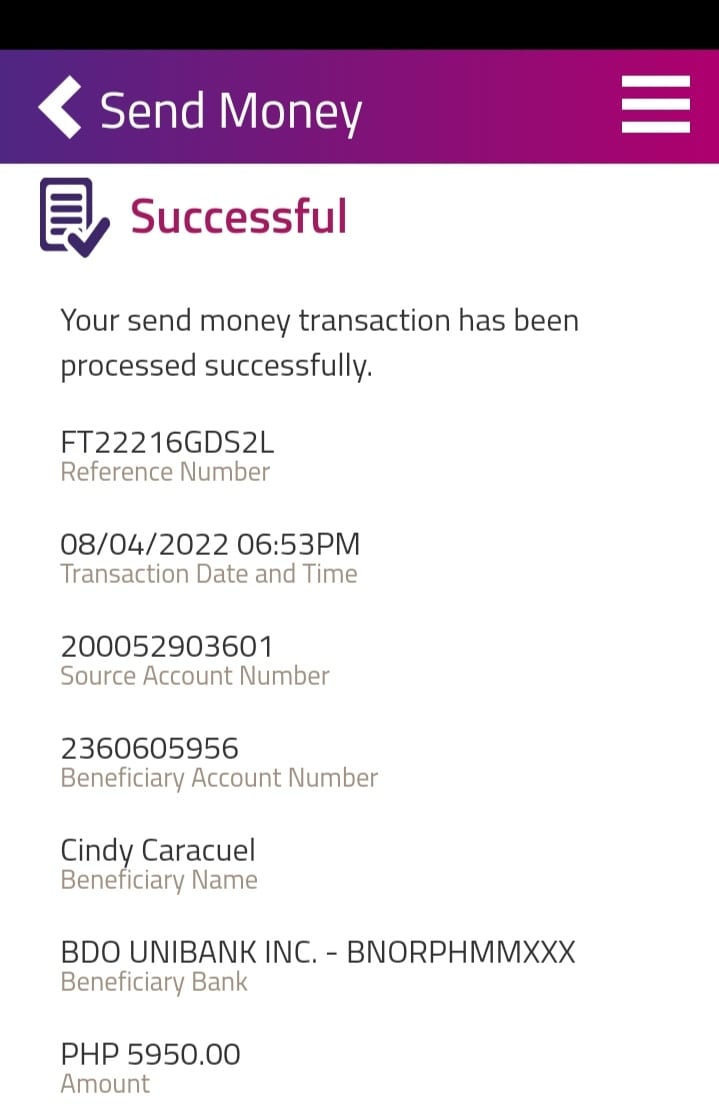 Send Money
Successful
Your send money transaction has been
processed successfully.
FT22216GDS2L
Reference Number
08/04/2022 06:53PM
Transaction Date and Time
200052903601
Source Account Number
2360605956
Beneficiary Account Number
Cindy Caracuel
Beneficiary Name
BDO UNIBANK INC. - BNORPHMMXXX
Beneficiary Bank
PHP 5950.00
Amount